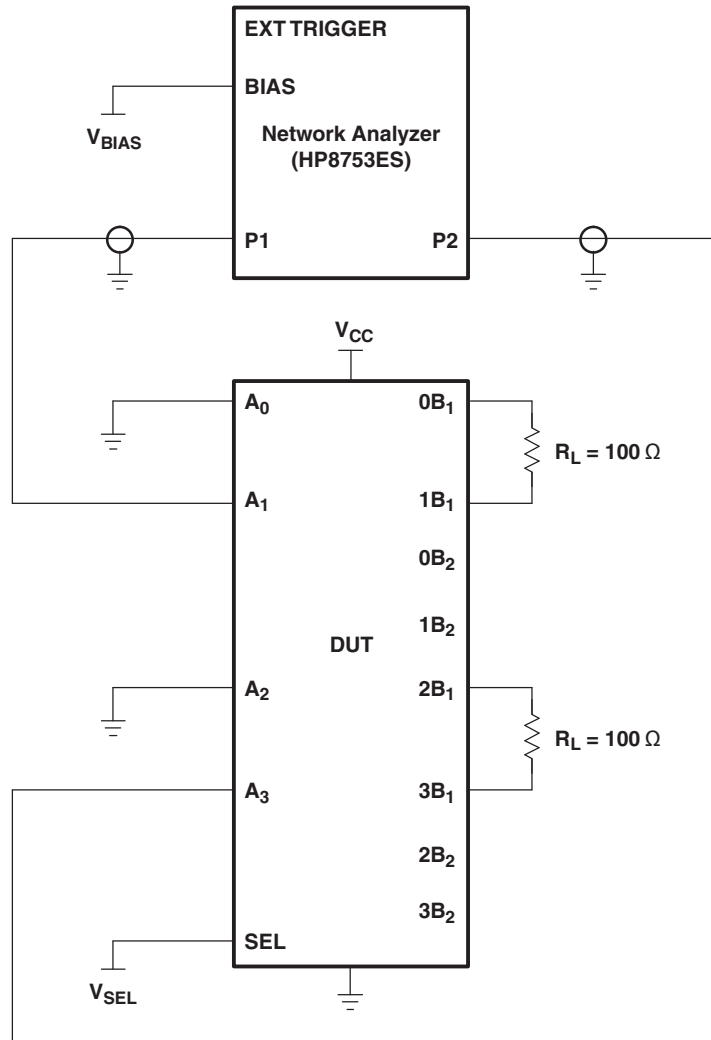 EXT TRIGGER
BIAS
V_BIAS
Network Analyzer
(HP8753ES)
P1
P2
V_CC
A_0
0B_1
R_L = 100 Ω
A_1
1B_1
0B_2
1B_2
DUT
A_2
2B_1
R_L = 100 Ω
A_3
3B_1
2B_2
3B_2
SEL
V_SEL